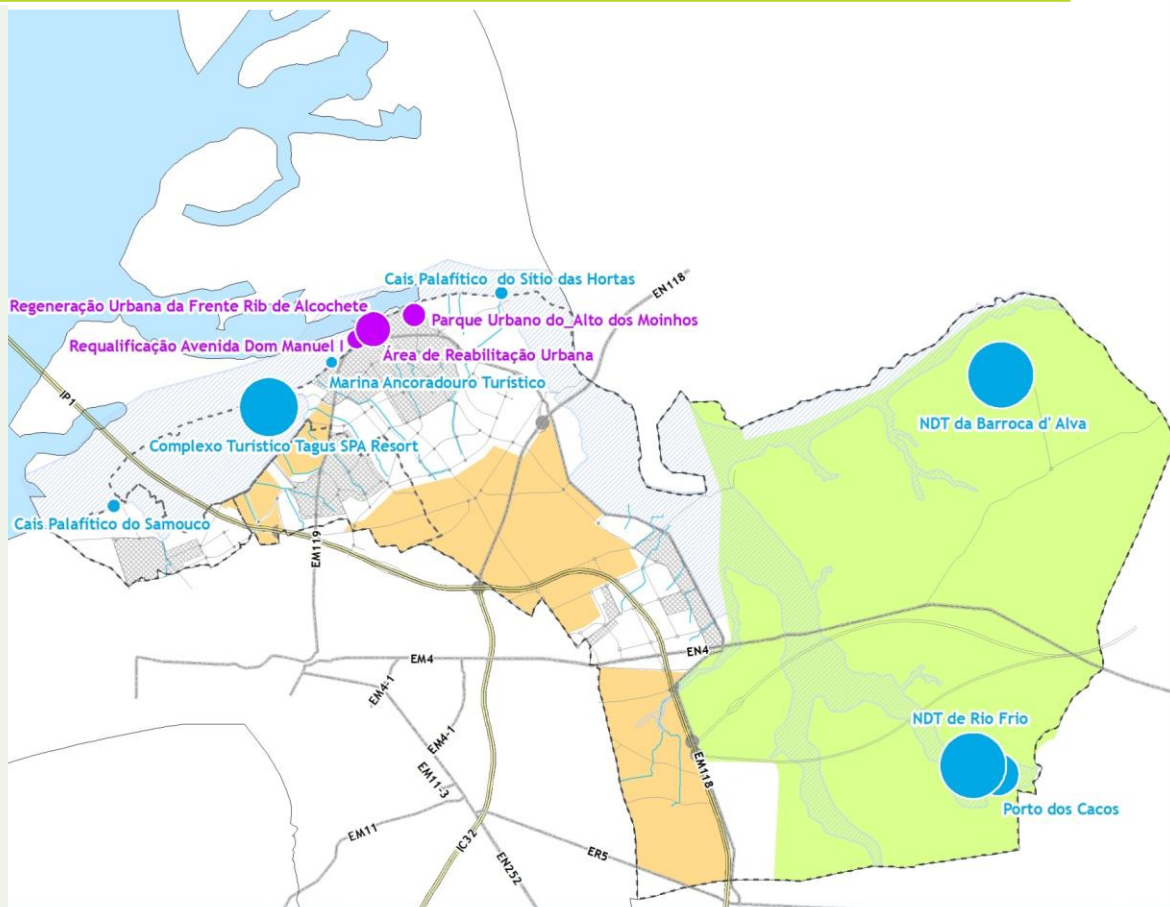 Cais Palafítico do Sítio das Hortas
EN118
Regeneração Urbana da Frente Rib de Alcochete
Parque Urbano do_Alto dos Moinhos
Requalificação Avenida Dom Manuel I
Área de Reabilitação Urbana
Marina Ancoradouro Turístico
IP1
NDT da Barroca d' Alva
Complexo Turístico Tagus SPA Resort
Cais Palafítico do Samouco
EM119
EM4
EN4
EM4-1
EM4-1
NDT de Rio Frio
EM11-3
EM118
Porto dos Cacos
EM11
IC32
ER5
EN252